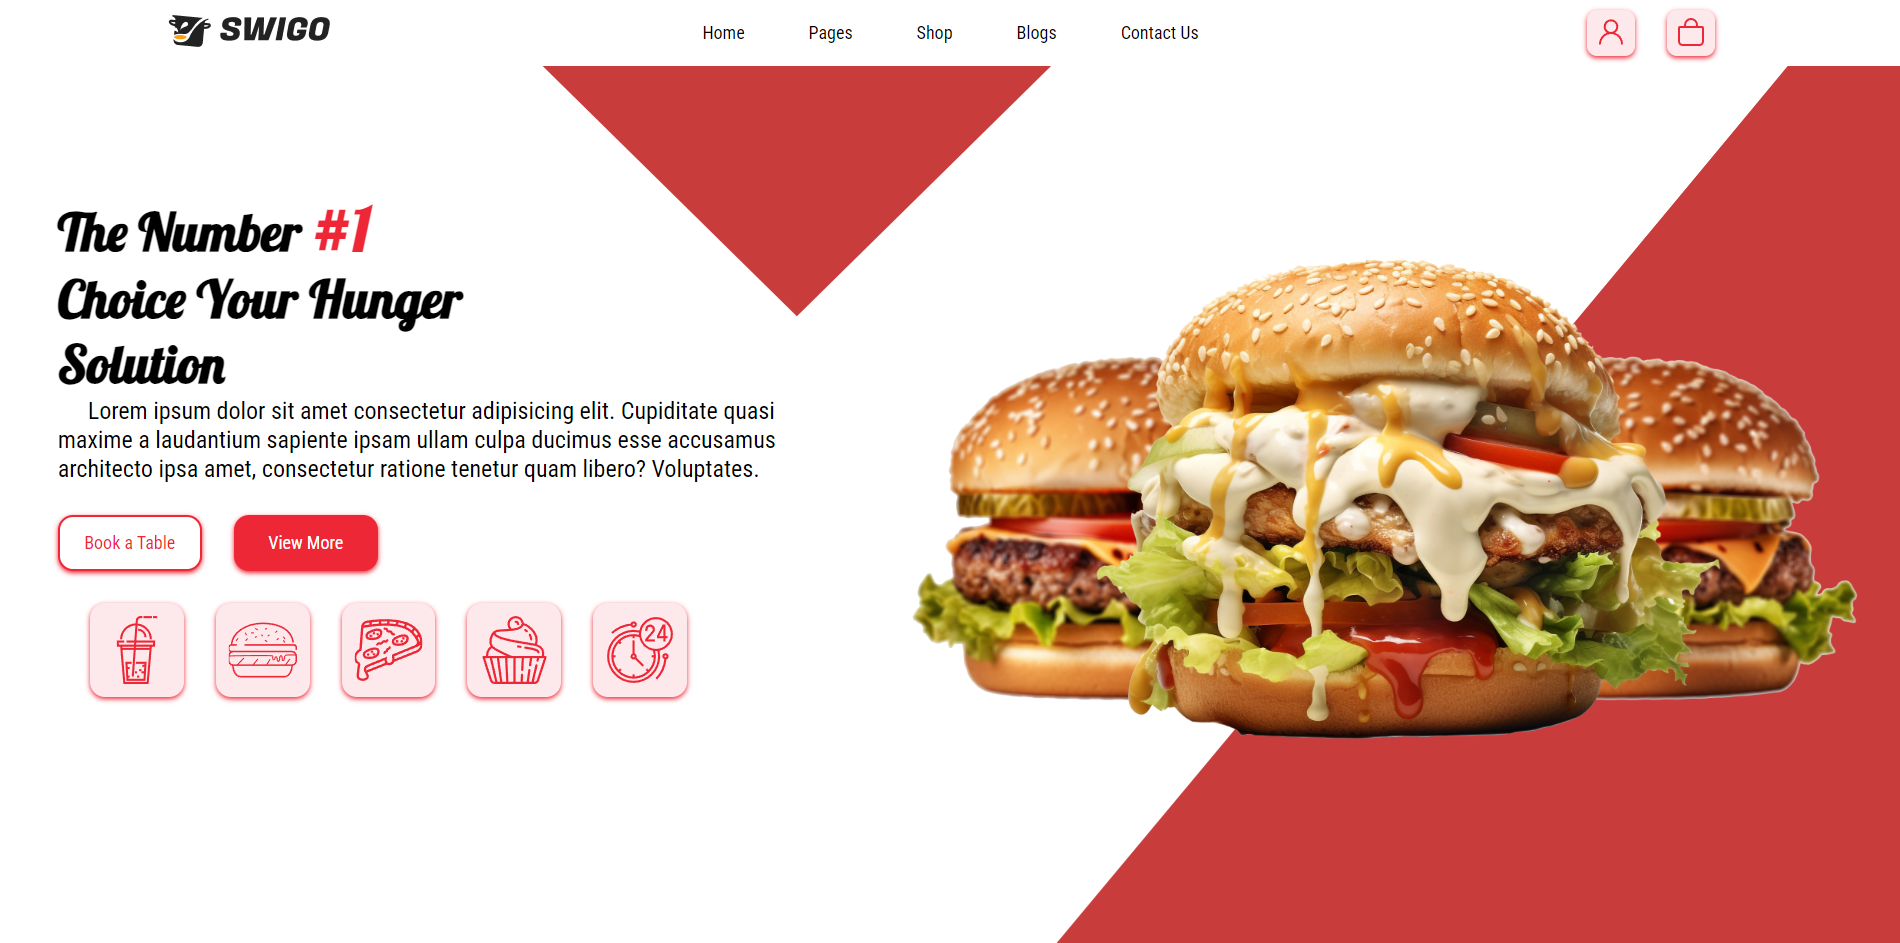 SWIGO
Home Pages Shop Blogs Contact Us
The Number #1
Choice Your Hunger
Solution
Lorem ipsum dolor sit amet consectetur adipisicing elit. Cupiditate quasi
maxime a laudantium sapiente ipsam ullam culpa ducimus esse accusamus
architecto ipsa amet, consectetur ratione tenetur quam libero? Voluptates.
Book a Table View More
24